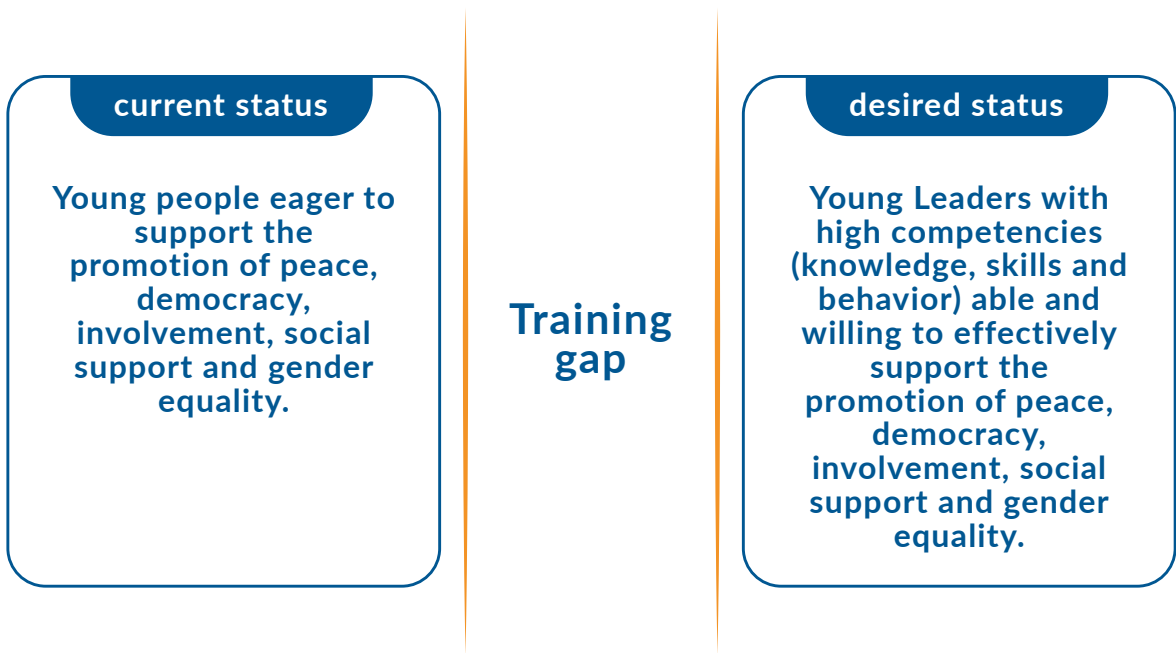 current status
Young people eager to
support the
promotion of peace,
democracy,
involvement, social
support and gender
equality.
Training
gap
desired status
Young Leaders with
high competencies
(knowledge, skills and
behavior) able and
willing to effectively
support the
promotion of peace,
democracy,
involvement, social
support and gender
equality.